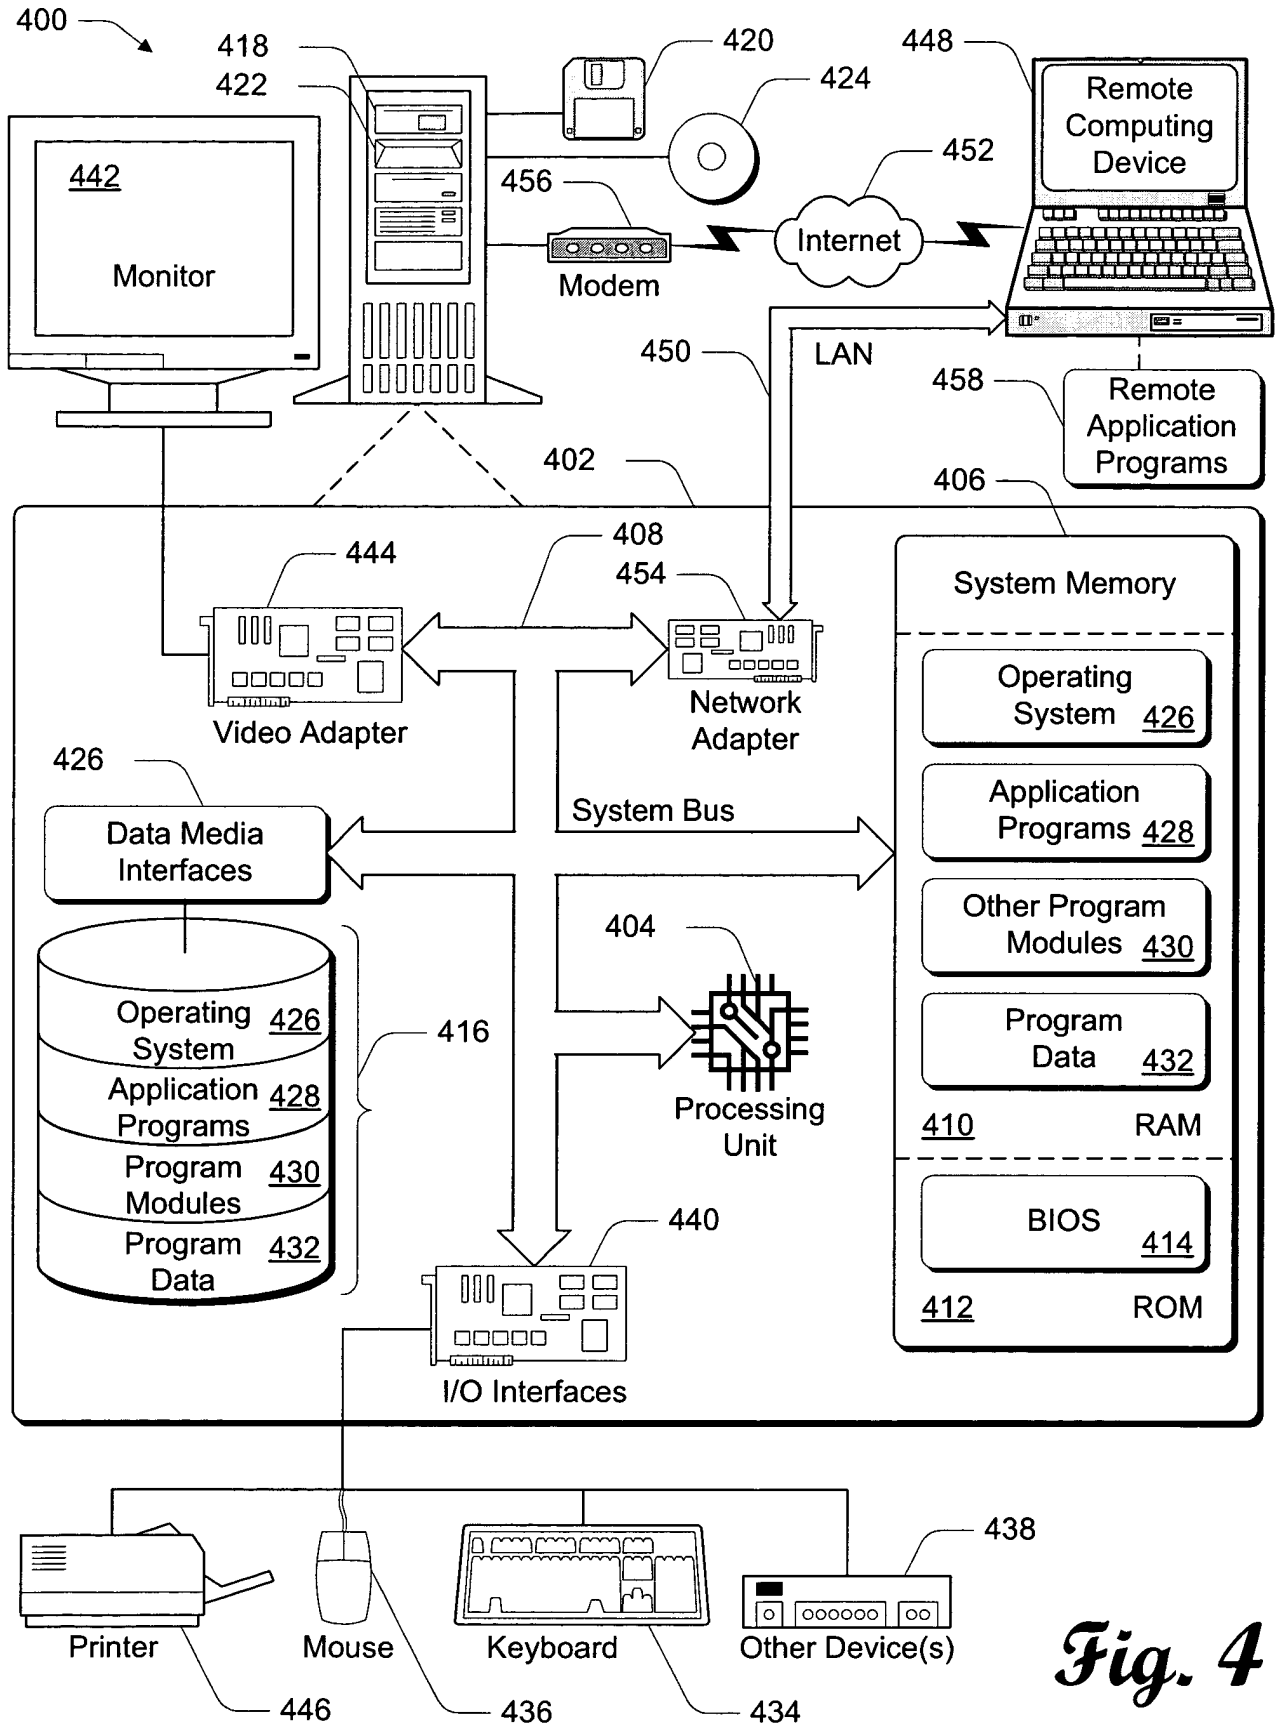 400
418
422
420
424
448
Remote
Computing
Device
442
Monitor
456
Modem
452
Internet
450
LAN
458
Remote
Application
Programs
402
406
444
408
454
Video Adapter
Network
Adapter
System Memory
Operating
System 426
Application
Programs 428
Other Program
Modules 430
Program
Data 432
410 RAM
BIOS
414
412 ROM
426
Data Media
Interfaces
System Bus
404
Processing
Unit
Operating
System 426
Application
Programs 428
Program
Modules 430
Program
Data 432
416
440
I/O Interfaces
Printer
446
Mouse
436
Keyboard
434
438
Other Device(s)
Fig. 4